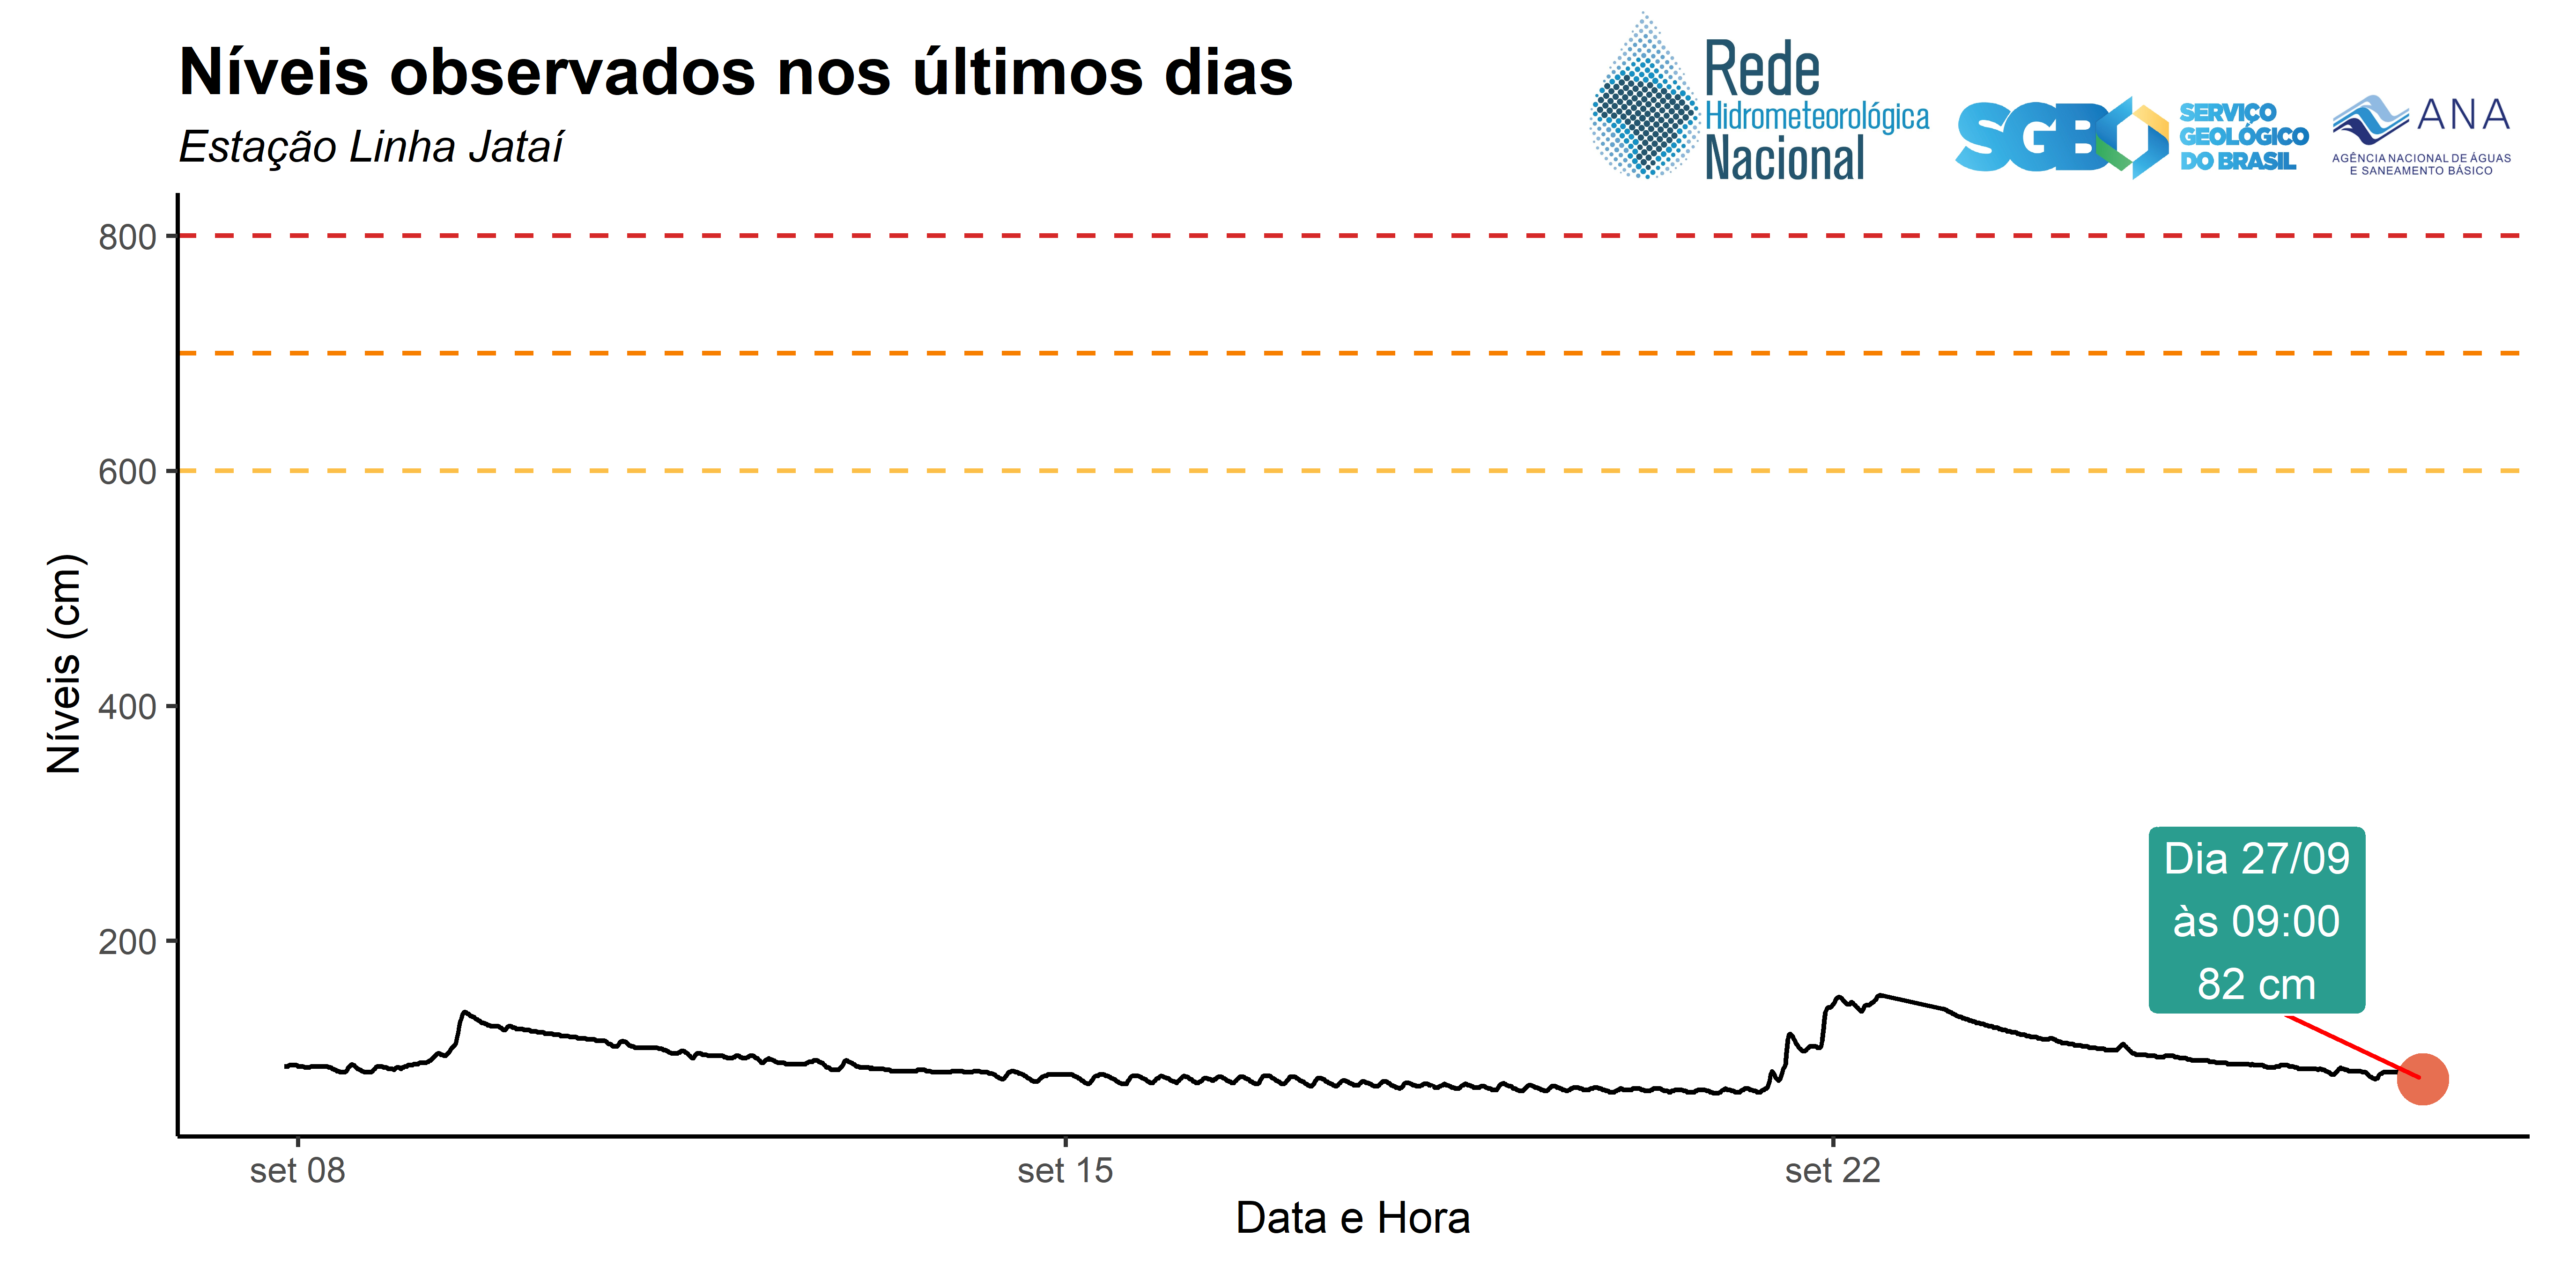 Níveis observados nos últimos dias
Estação Linha Jataí
Rede
Hidrometeorológica
Nacional
SGB
SERVIÇO
GEOLÓGICO
DO BRASIL
ANA
AGÊNCIA NACIONAL DE ÁGUAS
E SANEAMENTO BÁSICO
Níveis (cm)
800
600
400
200
Dia 27/09
às 09:00
82 cm
set 08
set 15
set 22
Data e Hora